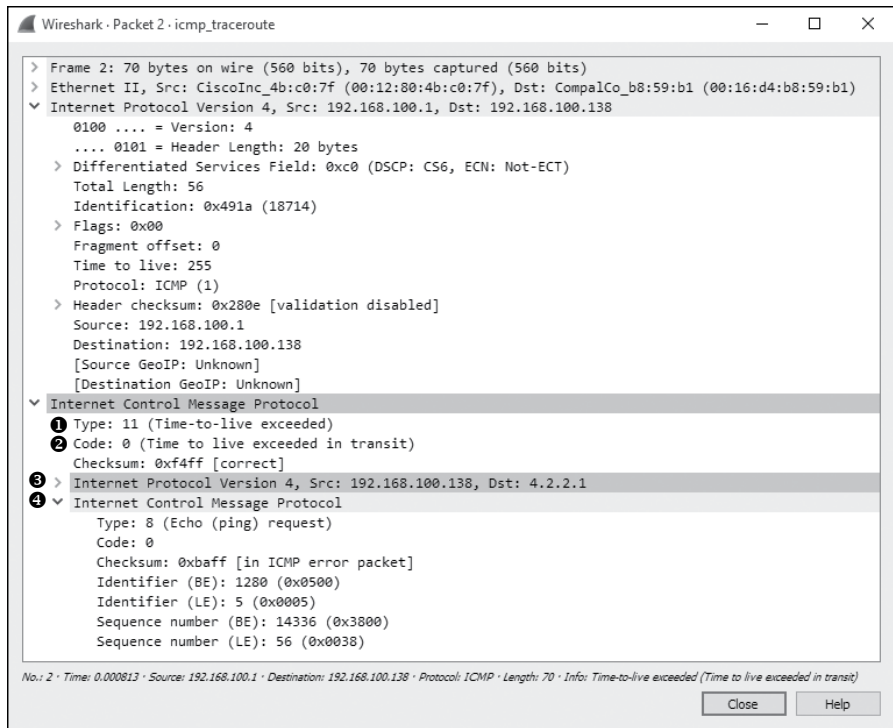 Wireshark · Packet 2 · icmp_traceroute
> Frame 2: 70 bytes on wire (560 bits), 70 bytes captured (560 bits)
> Ethernet II, Src: CiscoInc_4b:c0:7f (00:12:80:4b:c0:7f), Dst: CompalCo_b8:59:b1 (00:16:d4:b8:59:b1)
Internet Protocol Version 4, Src: 192.168.100.1, Dst: 192.168.100.138
0100 .... = Version: 4
.... 0101 = Header Length: 20 bytes
> Differentiated Services Field: 0xc0 (DSCP: CS6, ECN: Not-ECT)
Total Length: 56
Identification: 0x491a (18714)
> Flags: 0x00
Fragment offset: 0
Time to live: 255
Protocol: ICMP (1)
> Header checksum: 0x280e [validation disabled]
Source: 192.168.100.1
Destination: 192.168.100.138
[Source GeoIP: Unknown]
[Destination GeoIP: Unknown]
Internet Control Message Protocol
❶ Type: 11 (Time-to-live exceeded)
❷ Code: 0 (Time to live exceeded in transit)
Checksum: 0xf4ff [correct]
❸ > Internet Protocol Version 4, Src: 192.168.100.138, Dst: 4.2.2.1
❹ Internet Control Message Protocol
Type: 8 (Echo (ping) request)
Code: 0
Checksum: 0xbaff [in ICMP error packet]
Identifier (BE): 1280 (0x0500)
Identifier (LE): 5 (0x0005)
Sequence number (BE): 14336 (0x3800)
Sequence number (LE): 56 (0x0038)
No.: 2 · Time: 0.000813 · Source: 192.168.100.1 · Destination: 192.168.100.138 · Protocol: ICMP · Length: 70 · Info: Time-to-live exceeded (Time to live exceeded in transit)
Close Help